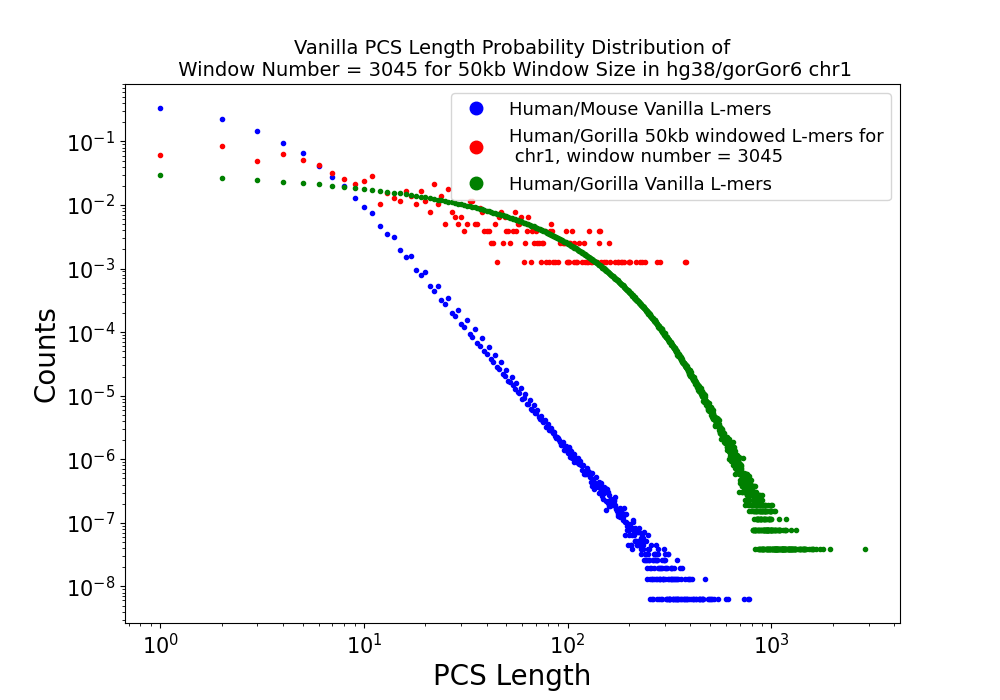 Vanilla PCS Length Probability Distribution of
Window Number = 3045 for 50kb Window Size in hg38/gorGor6 chr1
Human/Mouse Vanilla L-mers
Human/Gorilla 50kb windowed L-mers for
chr1, window number = 3045
Human/Gorilla Vanilla L-mers
Counts
10⁻¹
10⁻²
10⁻³
10⁻⁴
10⁻⁵
10⁻⁶
10⁻⁷
10⁻⁸
10⁰ 10¹ 10² 10³
PCS Length